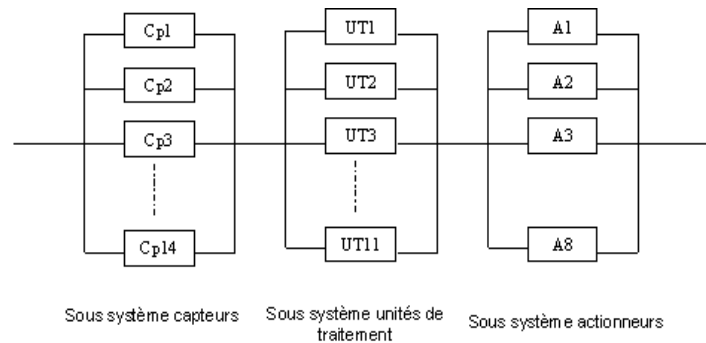 Cp1
Cp2
Cp3
Cp14
UT1
UT2
UT3
UT11
A1
A2
A3
A8
Sous système capteurs
Sous système unités de
traitement
Sous système actionneurs